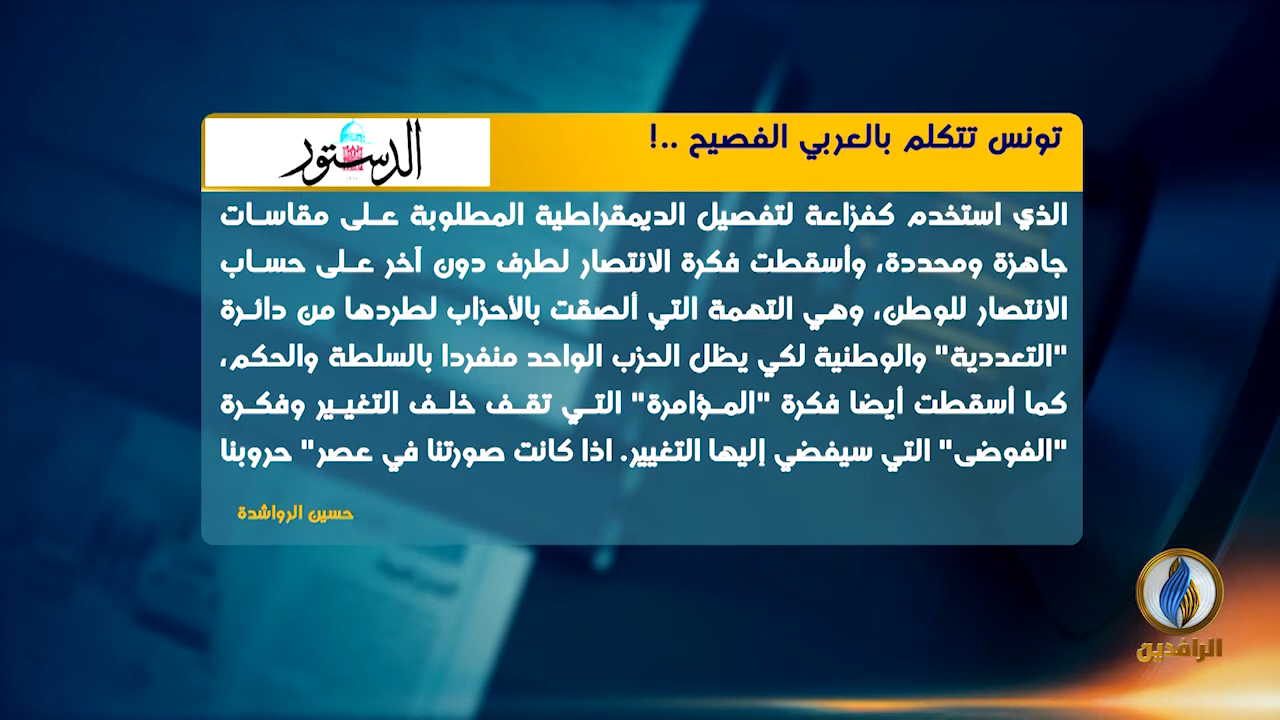 تونس تتكلم بالعربي الفصيح ..!
الدستور
الذي استخدم كفزاعة لتفصيل الديمقراطية المطلوبة على مقاسات
جاهزة ومحددة، وأسقطت فكرة الانتصار لطرف دون آخر على حساب
الانتصار للوطن، وهي التهمة التي ألصقت بالأحزاب لطردها من دائرة
"التعددية" والوطنية لكي يظل الحزب الواحد منفردا بالسلطة والحكم،
كما أسقطت أيضا فكرة "المؤامرة" التي تقف خلف التغيير وفكرة
"الفوضى" التي سيفضي إليها التغيير. اذا كانت صورتنا في عصر" حروبنا
حسين الرواشدة
الرافدين